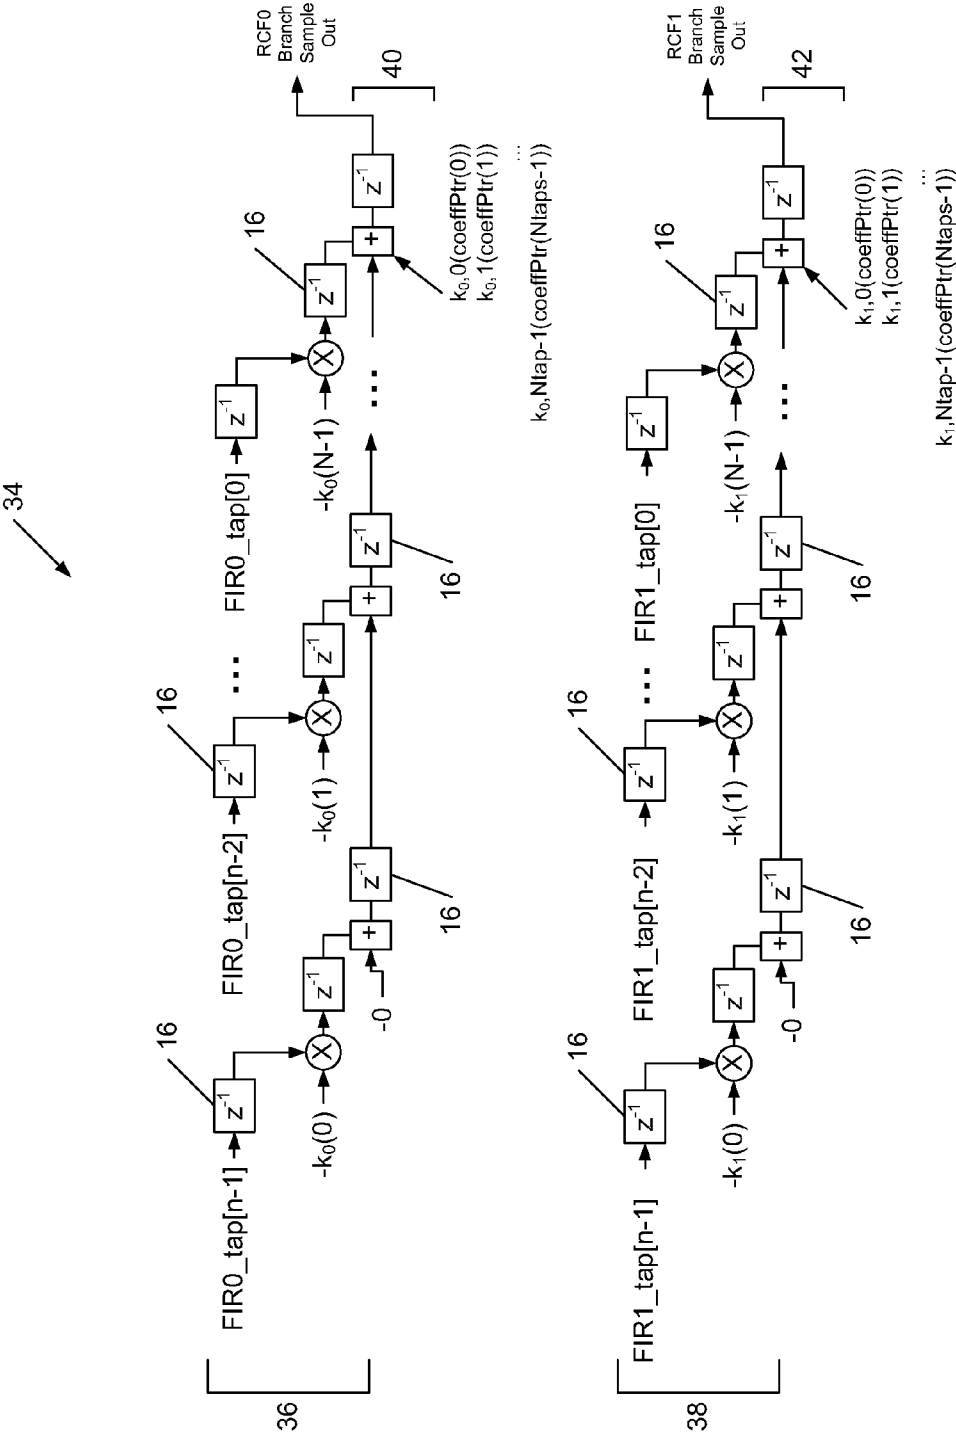 34
36
FIR0_tap[n-1]
z⁻¹
16
-k₀(0)
X
z⁻¹
-0
+
z⁻¹
16
FIR0_tap[n-2]
z⁻¹
16
-k₀(1)
X
z⁻¹
+
z⁻¹
16
...
...
FIR0_tap[0]
z⁻¹
-k₀(N-1)
X
z⁻¹
16
+
z⁻¹
k₀,0(coeffPtr(0))
k₀,1(coeffPtr(1))
...
k₀,Ntap-1(coeffPtr(Ntaps-1))
RCF0
Branch
Sample
Out
40
38
FIR1_tap[n-1]
z⁻¹
16
-k₁(0)
X
z⁻¹
-0
+
z⁻¹
16
FIR1_tap[n-2]
z⁻¹
16
-k₁(1)
X
z⁻¹
+
z⁻¹
16
...
...
FIR1_tap[0]
z⁻¹
-k₁(N-1)
X
z⁻¹
16
+
z⁻¹
k₁,0(coeffPtr(0))
k₁,1(coeffPtr(1))
...
k₁,Ntap-1(coeffPtr(Ntaps-1))
RCF1
Branch
Sample
Out
42